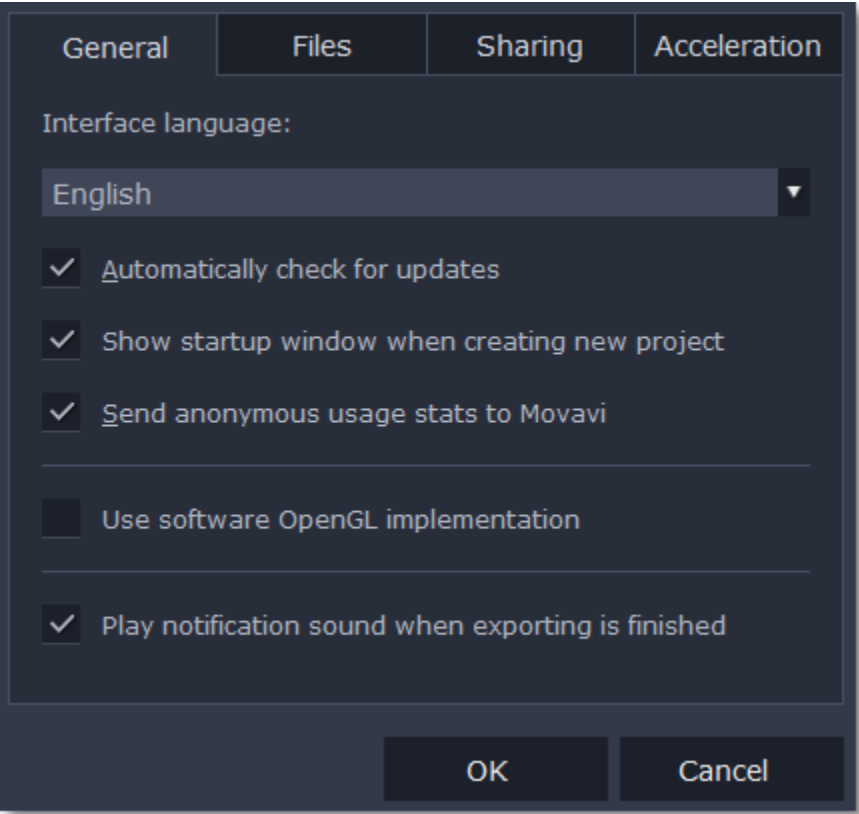 General Files Sharing Acceleration
Interface language:
English
Automatically check for updates
Show startup window when creating new project
Send anonymous usage stats to Movavi
Use software OpenGL implementation
Play notification sound when exporting is finished
OK Cancel